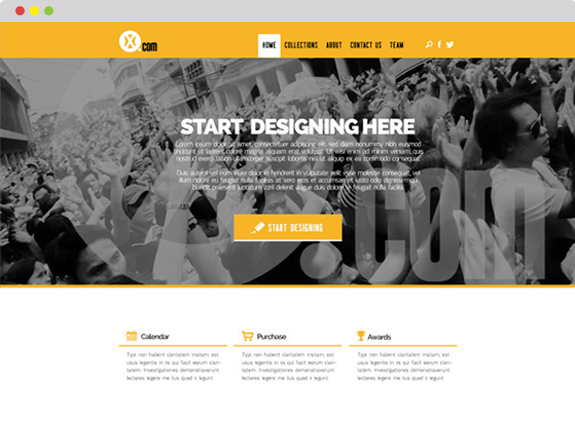 X.com
HOME COLLECTIONS ABOUT CONTACT US TEAM
START DESIGNING HERE
Lorem ipsum dolor sit amet, consectetuer adipiscing elit, sed diam nonummy nibh euismod
tincidunt ut laoreet dolore magna aliquam erat volutpat. Ut wisi enim ad minim veniam, quis
nostrud exerci tation ullamcorper suscipit lobortis nisl ut aliquip ex ea commodo consequat.
Duis autem vel eum iriure dolor in hendrerit in vulputate velit esse molestie consequat, vel
illum dolore eu feugiat nulla facilisis at vero eros et accumsan et iusto odio dignissim qui
blandit praesent luptatum zzril delenit augue duis dolore te feugait nulla facilisi.
START DESIGNING
.com
Calendar Purchase Awards
Typi non habent claritatem insitam; est Typi non habent claritatem insitam; est Typi non habent claritatem insitam; est
usus legentis in iis qui facit eorum clari- usus legentis in iis qui facit eorum clari- usus legentis in iis qui facit eorum clari-
tatem. Investigationes demonstraverunt tatem. Investigationes demonstraverunt tatem. Investigationes demonstraverunt
lectores legere me lius quod ii legunt lectores legere me lius quod ii legunt lectores legere me lius quod ii legunt